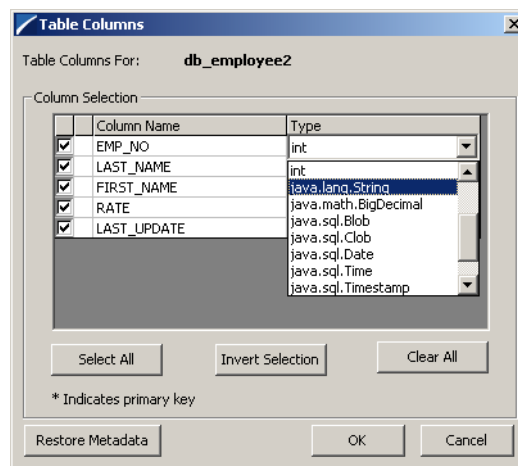 Table Columns
Table Columns For: db_employee2
Column Selection
Column Name Type
EMP_NO int
LAST_NAME int
FIRST_NAME java.lang.String
RATE java.math.BigDecimal
LAST_UPDATE java.sql.Blob
java.sql.Clob
java.sql.Date
java.sql.Time
java.sql.Timestamp
Select All Invert Selection Clear All
* Indicates primary key
Restore Metadata OK Cancel